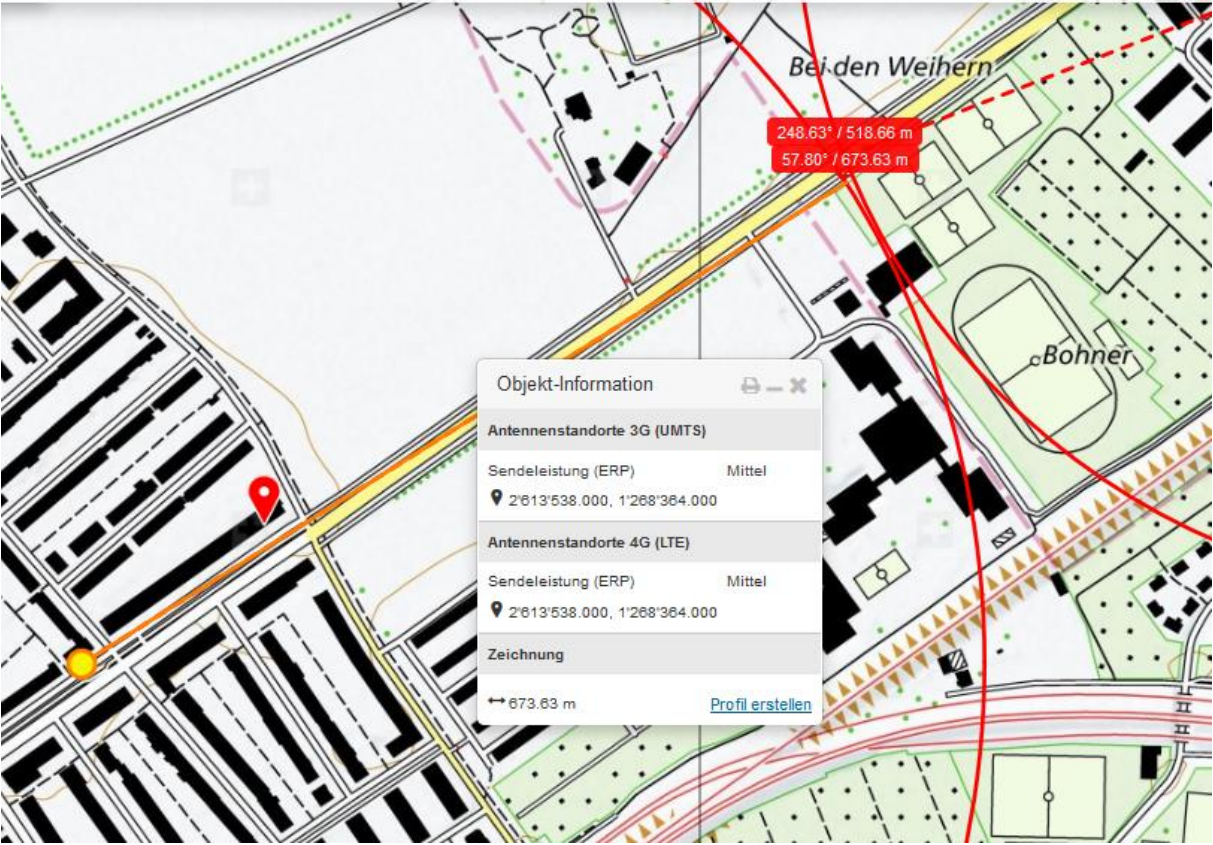 Bei den Weihern
248.63° / 518.66 m
57.80° / 673.63 m
Bohner
Objekt-Information
Antennenstandorte 3G (UMTS)
Sendeleistung (ERP) Mittel
2'613'538.000, 1'268'364.000
Antennenstandorte 4G (LTE)
Sendeleistung (ERP) Mittel
2'613'538.000, 1'268'364.000
Zeichnung
673.63 m Profil erstellen